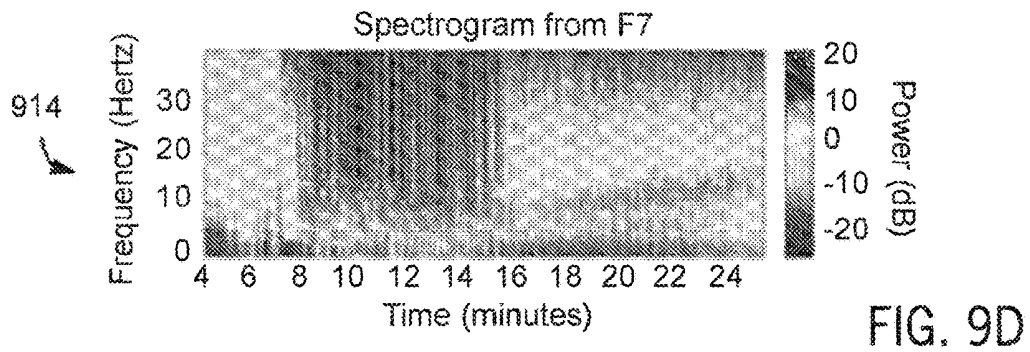 Spectrogram from F7
914
Frequency (Hertz)
30
20
10
0
4 6 8 10 12 14 16 18 20 22 24
Time (minutes)
20
10
0
-10
-20
Power (dB)
FIG. 9D